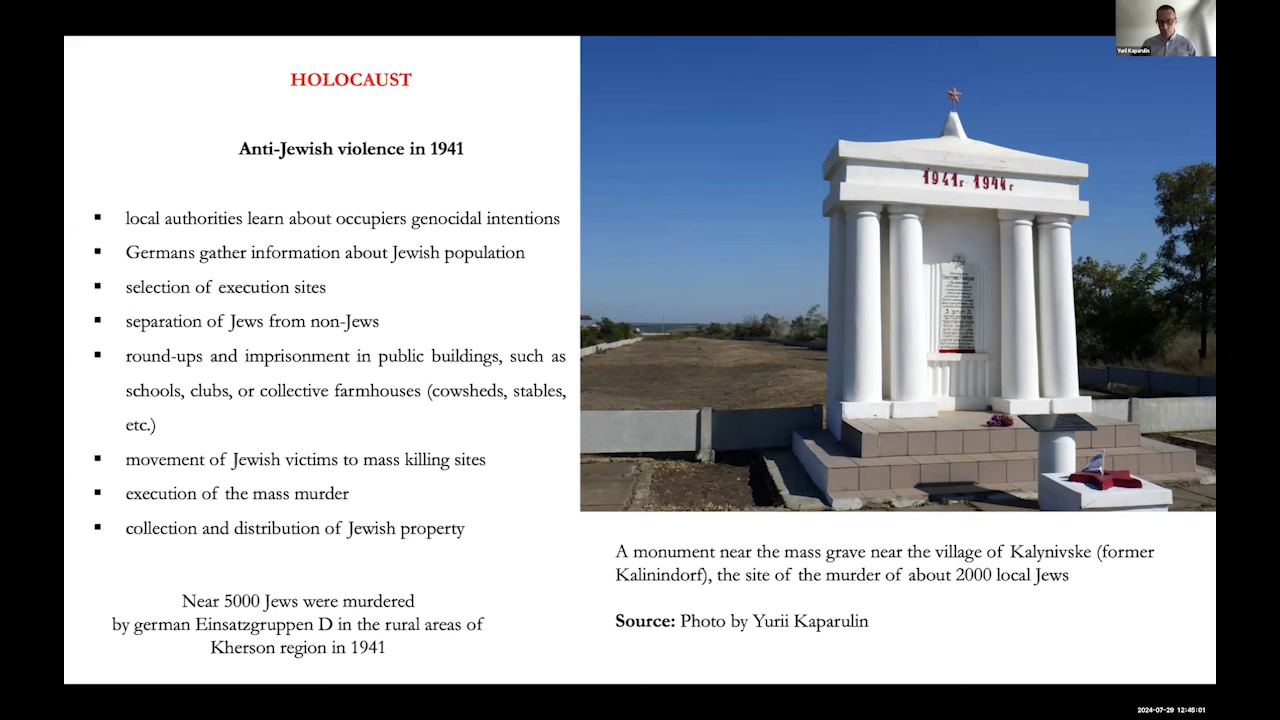 Yurii Kaparulin
HOLOCAUST
Anti-Jewish violence in 1941
▪ local authorities learn about occupiers genocidal intentions
▪ Germans gather information about Jewish population
▪ selection of execution sites
▪ separation of Jews from non-Jews
▪ round-ups and imprisonment in public buildings, such as
schools, clubs, or collective farmhouses (cowsheds, stables,
etc.)
▪ movement of Jewish victims to mass killing sites
▪ execution of the mass murder
▪ collection and distribution of Jewish property
Near 5000 Jews were murdered
by german Einsatzgruppen D in the rural areas of
Kherson region in 1941
1941г 1944г
A monument near the mass grave near the village of Kalynivske (former
Kalinindorf), the site of the murder of about 2000 local Jews
Source: Photo by Yurii Kaparulin
2024-07-29 12:45:01